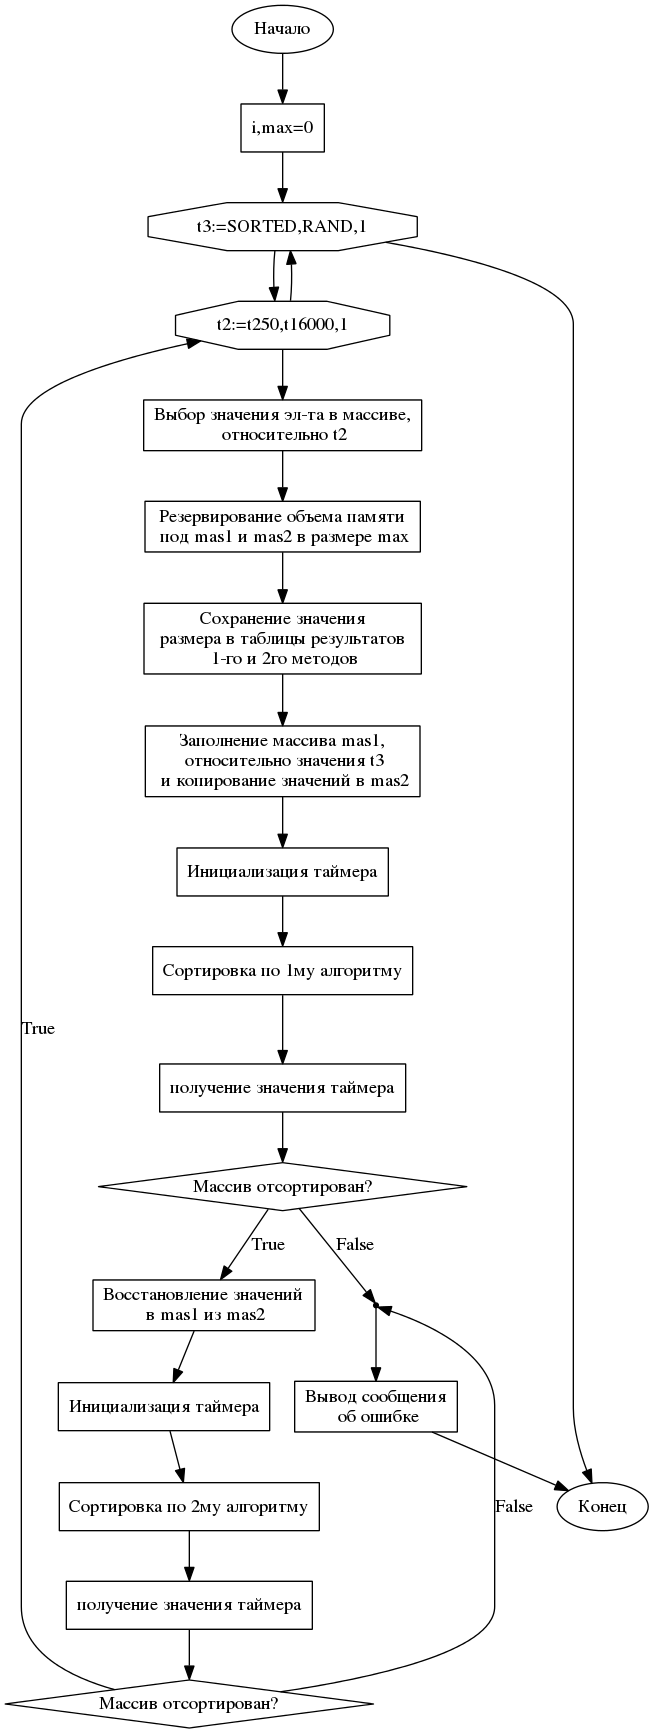 Начало
i,max=0
t3:=SORTED,RAND,1
t2:=t250,t16000,1
Выбор значения эл-та в массиве,
относительно t2
Резервирование объема памяти
под mas1 и mas2 в размере max
Сохранение значения
размера в таблицы результатов
1-го и 2го методов
Заполнение массива mas1,
относительно значения t3
и копирование значений в mas2
Инициализация таймера
Сортировка по 1му алгоритму
True
получение значения таймера
Массив отсортирован?
True
False
Восстановление значений
в mas1 из mas2
Инициализация таймера
Вывод сообщения
об ошибке
Сортировка по 2му алгоритму
False
Конец
получение значения таймера
Массив отсортирован?